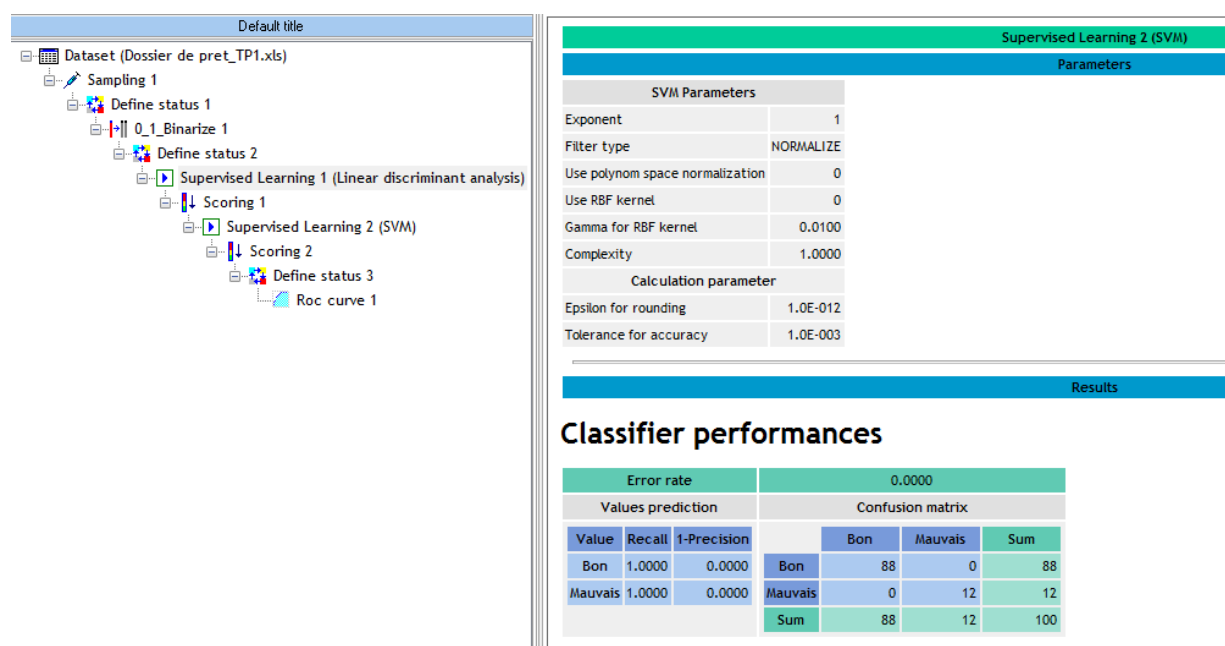 Default title
Dataset (Dossier de pret_TP1.xls)
Sampling 1
Define status 1
0_1_Binarize 1
Define status 2
Supervised Learning 1 (Linear discriminant analysis)
Scoring 1
Supervised Learning 2 (SVM)
Scoring 2
Define status 3
Roc curve 1
Supervised Learning 2 (SVM)
Parameters
SVM Parameters
Exponent 1
Filter type NORMALIZE
Use polynom space normalization 0
Use RBF kernel 0
Gamma for RBF kernel 0.0100
Complexity 1.0000
Calculation parameter
Epsilon for rounding 1.0E-012
Tolerance for accuracy 1.0E-003
Results
Classifier performances
Error rate 0.0000
Values prediction Confusion matrix
Value Recall 1-Precision Bon Mauvais Sum
Bon 1.0000 0.0000 Bon 88 0 88
Mauvais 1.0000 0.0000 Mauvais 0 12 12
Sum 88 12 100